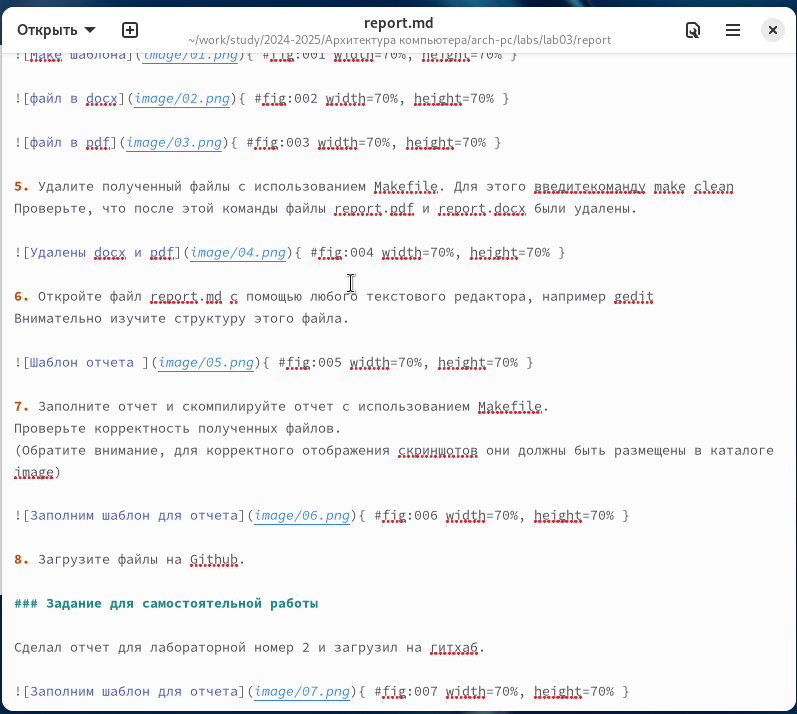 Открыть
report.md
~/work/study/2024-2025/Архитектура компьютера/arch-pc/labs/lab03/report
![Make шаблона](image/01.png){ #fig:001 width=70%, height=70% }
![файл в docx](image/02.png){ #fig:002 width=70%, height=70% }
![файл в pdf](image/03.png){ #fig:003 width=70%, height=70% }
5. Удалите полученный файлы с использованием Makefile. Для этого введитекоманду make clean
Проверьте, что после этой команды файлы report.pdf и report.docx были удалены.
![Удалены docx и pdf](image/04.png){ #fig:004 width=70%, height=70% }
6. Откройте файл report.md с помощью любого текстового редактора, например gedit
Внимательно изучите структуру этого файла.
![Шаблон отчета ](image/05.png){ #fig:005 width=70%, height=70% }
7. Заполните отчет и скомпилируйте отчет с использованием Makefile.
Проверьте корректность полученных файлов.
(Обратите внимание, для корректного отображения скриншотов они должны быть размещены в каталоге
image)
![Заполним шаблон для отчета](image/06.png){ #fig:006 width=70%, height=70% }
8. Загрузите файлы на Github.
### Задание для самостоятельной работы
Сделал отчет для лабораторной номер 2 и загрузил на гитхаб.
![Заполним шаблон для отчета](image/07.png){ #fig:007 width=70%, height=70% }